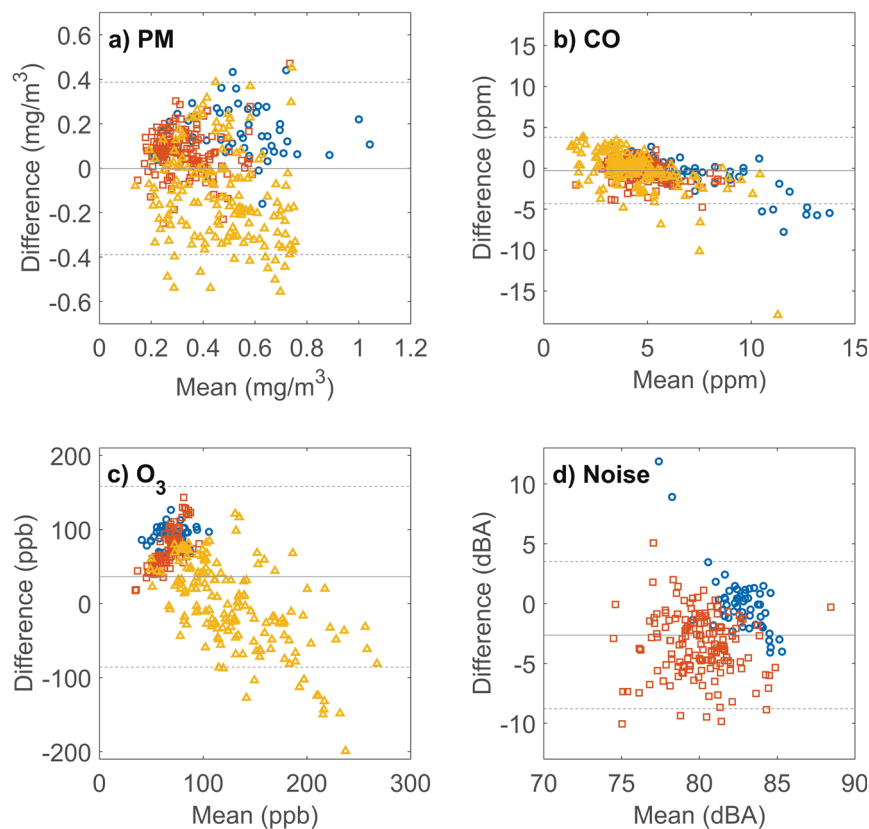 a) PM
0.6
0.4
0.2
0
-0.2
-0.4
-0.6
Difference (mg/m³)
0 0.2 0.4 0.6 0.8 1 1.2
Mean (mg/m³)
b) CO
15
10
5
0
-5
-10
-15
Difference (ppm)
0 5 10 15
Mean (ppm)
c) O₃
200
100
0
-100
-200
Difference (ppb)
0 100 200 300
Mean (ppb)
d) Noise
10
5
0
-5
-10
Difference (dBA)
70 75 80 85 90
Mean (dBA)